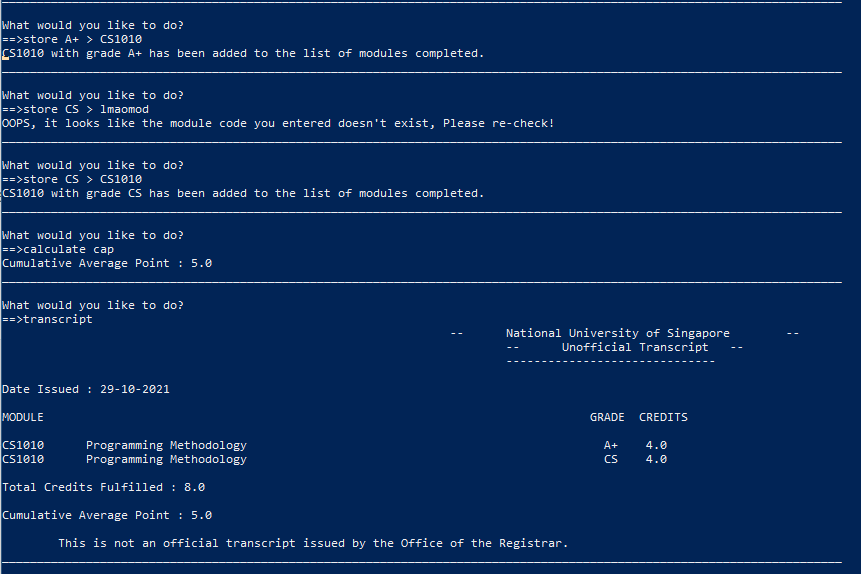 What would you like to do?
==>store A+ > CS1010
CS1010 with grade A+ has been added to the list of modules completed.
What would you like to do?
==>store CS > lmaomod
OOPS, it looks like the module code you entered doesn't exist, Please re-check!
What would you like to do?
==>store CS > CS1010
CS1010 with grade CS has been added to the list of modules completed.
What would you like to do?
==>calculate cap
Cumulative Average Point : 5.0
What would you like to do?
==>transcript
-- National University of Singapore --
-- Unofficial Transcript --
------------------------------
Date Issued : 29-10-2021
MODULE GRADE CREDITS
CS1010 Programming Methodology A+ 4.0
CS1010 Programming Methodology CS 4.0
Total Credits Fulfilled : 8.0
Cumulative Average Point : 5.0
This is not an official transcript issued by the Office of the Registrar.